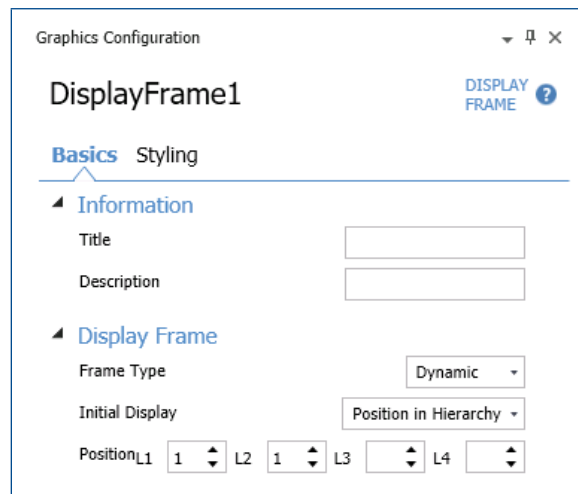 Graphics Configuration
DisplayFrame1
DISPLAY
FRAME ?
Basics Styling
Information
Title
Description
Display Frame
Frame Type Dynamic
Initial Display Position in Hierarchy
Position L1 1 L2 1 L3 L4